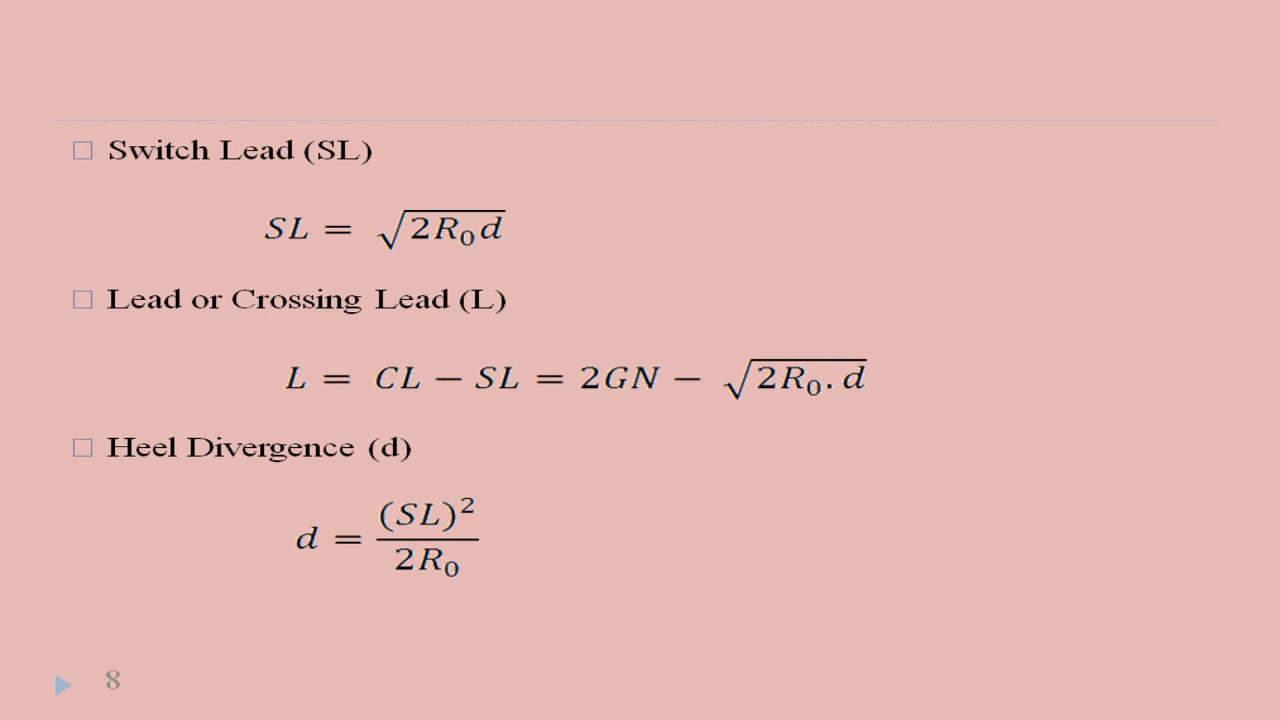 Switch Lead (SL)
SL = √2R₀d
Lead or Crossing Lead (L)
L = CL − SL = 2GN − √2R₀.d
Heel Divergence (d)
d = (SL)²
2R₀
8